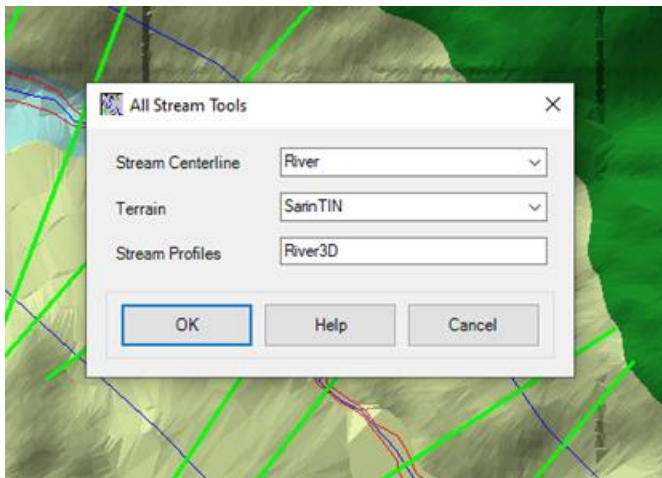 All Stream Tools
Stream Centerline River
Terrain SarinTIN
Stream Profiles River3D
OK Help Cancel